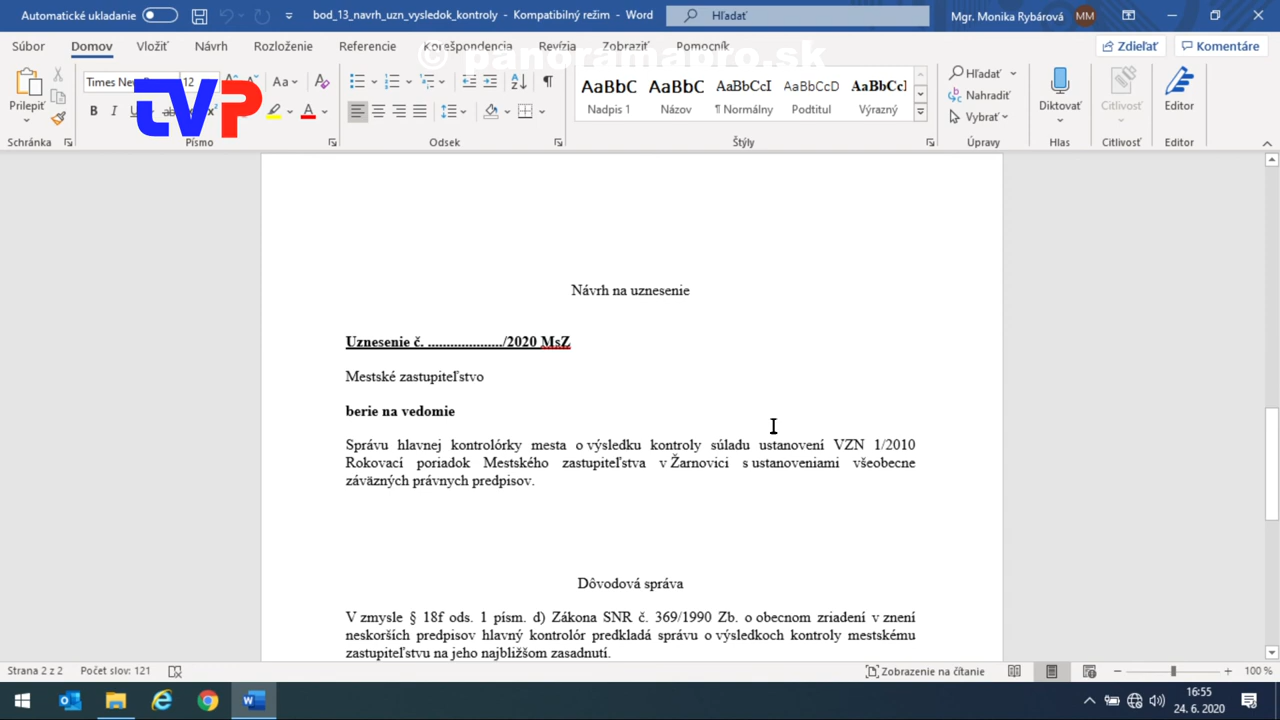 Automatické ukladanie
bod_13_navrh_uzn_vysledok_kontroly - Kompatibilný režim - Word
Hľadať
Mgr. Monika Rybárová
MM
Súbor
Domov
Vložiť
Návrh
Rozloženie
Referencie
Korešpondencia
Revízia
Zobraziť
Pomocník
Zdieľať
Komentáre
© panoramapro.sk
tVP
Prilepiť
Times Ne
12
Aa
AaBbC
Nadpis 1
AaBbC
Názov
AaBbCcI
¶ Normálny
AaBbCcD
Podtitul
AaBbCcI
Výrazný
Hľadať
Nahradiť
Vybrať
Diktovať
Citlivosť
Editor
Schránka
Písmo
Odsek
Štýly
Úpravy
Hlas
Citlivosť
Editor
Návrh na uznesenie
Uznesenie č. ...................../2020 MsZ
Mestské zastupiteľstvo
berie na vedomie
Správu hlavnej kontrolórky mesta o výsledku kontroly súladu ustanovení VZN 1/2010
Rokovací poriadok Mestského zastupiteľstva v Žarnovici s ustanoveniami všeobecne
záväzných právnych predpisov.
Dôvodová správa
V zmysle § 18f ods. 1 písm. d) Zákona SNR č. 369/1990 Zb. o obecnom zriadení v znení
neskorších predpisov hlavný kontrolór predkladá správu o výsledkoch kontroly mestskému
zastupiteľstvu na jeho najbližšom zasadnutí.
Strana 2 z 2
Počet slov: 121
Zobrazenie na čítanie
100 %
16:55
24. 6. 2020